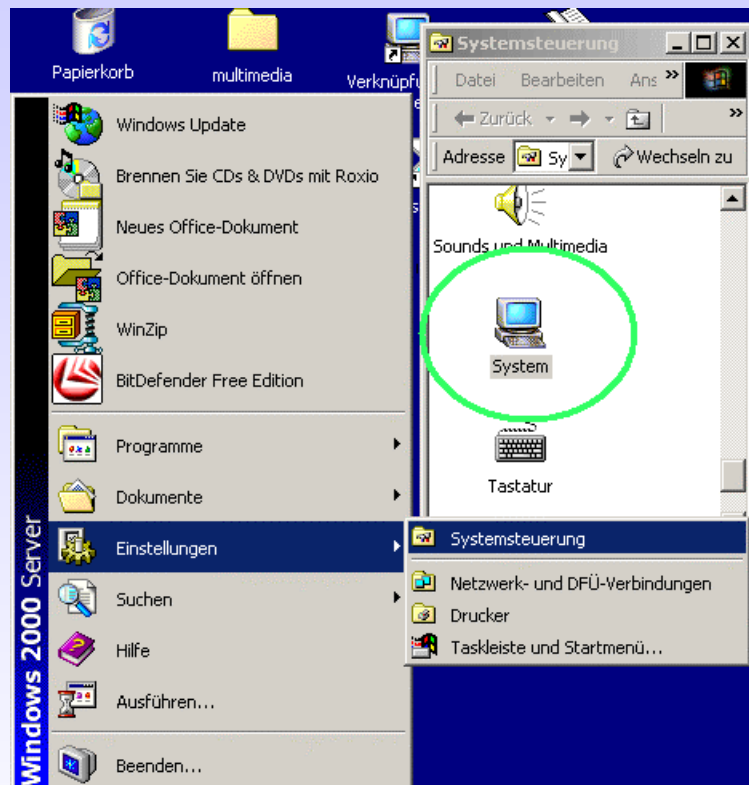 Papierkorb
multimedia
Systemsteuerung
Datei Bearbeiten Ans »
Zurück »
Adresse Sy Wechseln zu
Sounds und Multimedia
System
Tastatur
Windows Update
Brennen Sie CDs & DVDs mit Roxio
Neues Office-Dokument
Office-Dokument öffnen
WinZip
BitDefender Free Edition
Programme
Dokumente
Einstellungen
Suchen
Hilfe
Ausführen...
Beenden...
Systemsteuerung
Netzwerk- und DFÜ-Verbindungen
Drucker
Taskleiste und Startmenü...
Windows 2000 Server